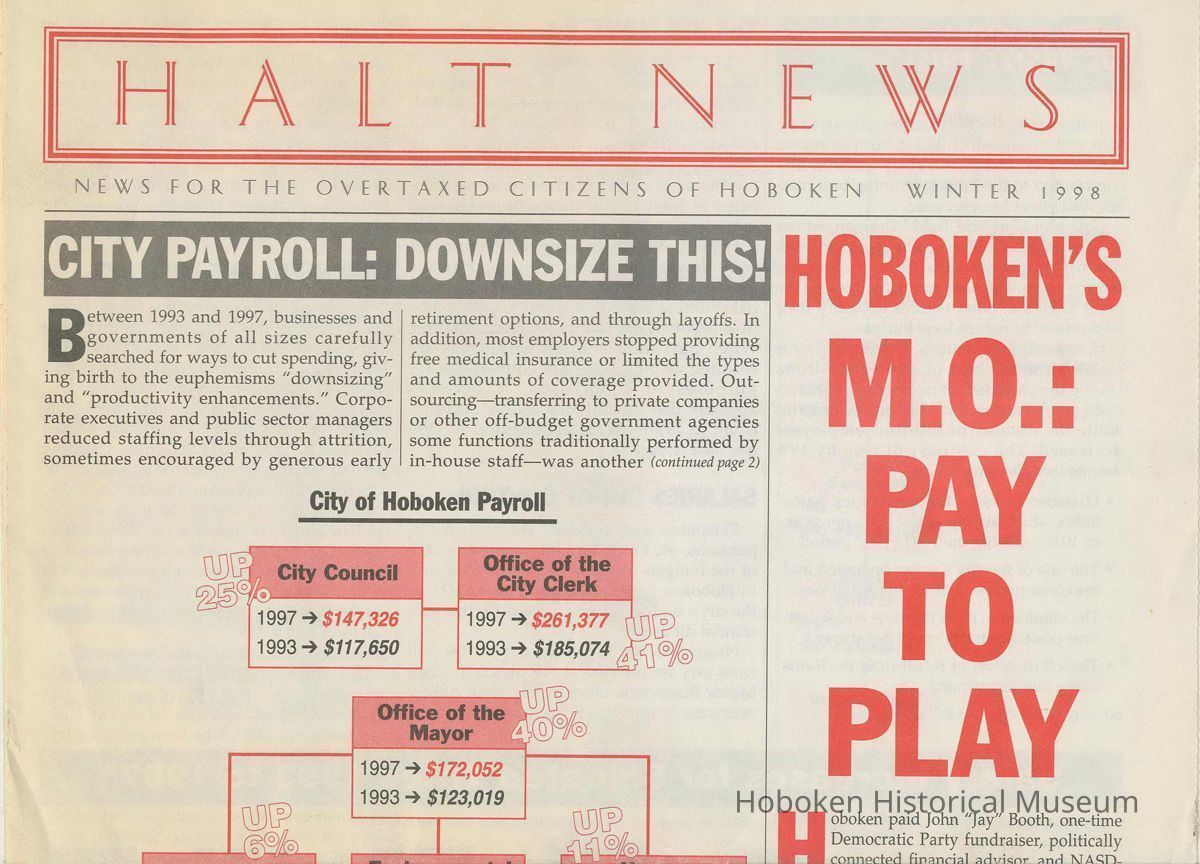 HALT NEWS
NEWS FOR THE OVERTAXED CITIZENS OF HOBOKEN WINTER 1998
CITY PAYROLL: DOWNSIZE THIS!
Between 1993 and 1997, businesses and
governments of all sizes carefully
searched for ways to cut spending, giv-
ing birth to the euphemisms “downsizing”
and “productivity enhancements.” Corpo-
rate executives and public sector managers
reduced staffing levels through attrition,
sometimes encouraged by generous early
retirement options, and through layoffs. In
addition, most employers stopped providing
free medical insurance or limited the types
and amounts of coverage provided. Out-
sourcing—transferring to private companies
or other off-budget government agencies
some functions traditionally performed by
in-house staff—was another (continued page 2)
City of Hoboken Payroll
UP
25%
City Council
1997 → $147,326
1993 → $117,650
Office of the
City Clerk
1997 → $261,377
1993 → $185,074
UP
41%
Office of the
Mayor
1997 → $172,052
1993 → $123,019
UP
40%
UP
6%
UP
11%
HOBOKEN’S
M.O.:
PAY
TO
PLAY
Hoboken paid John “Jay” Booth, one-time
Democratic Party fundraiser, politically
connected financial advisor, and NASD-
Hoboken Historical Museum